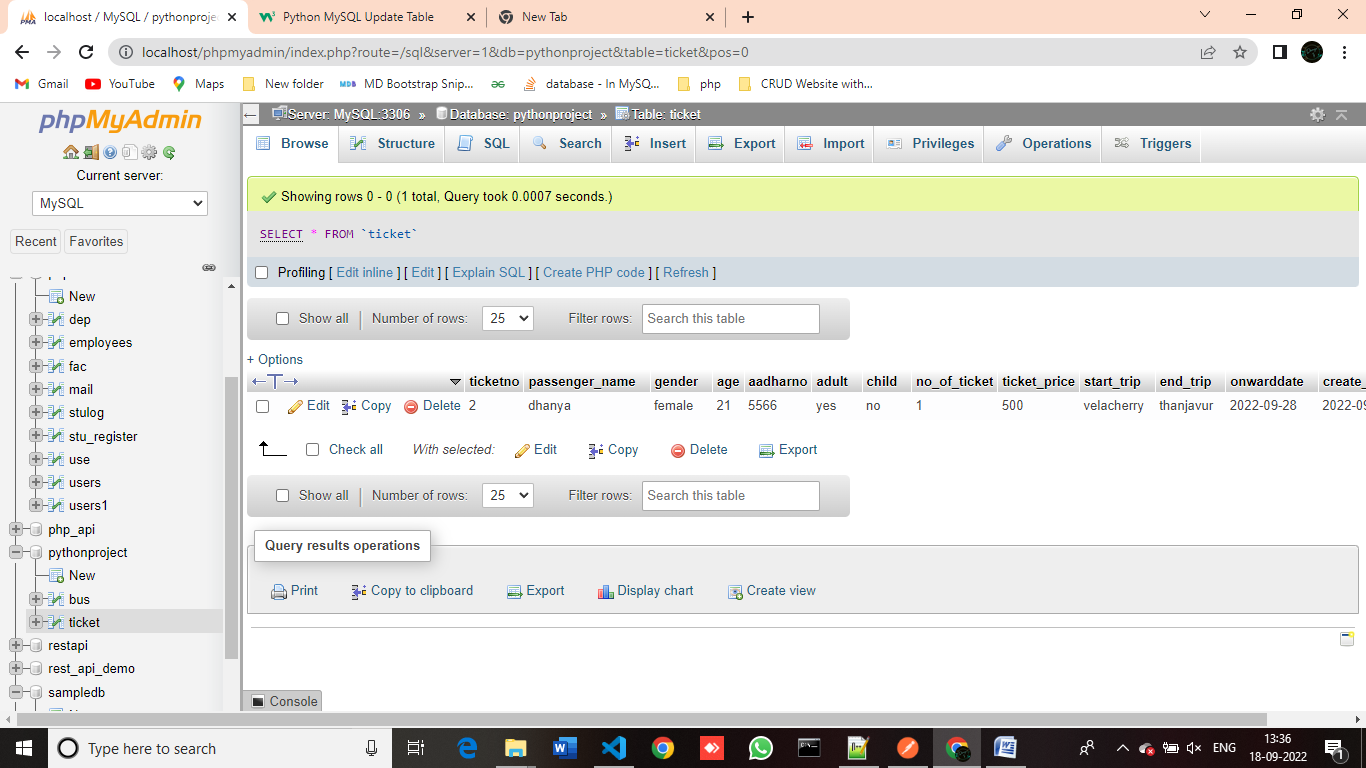 localhost / MySQL / pythonproje
Python MySQL Update Table
New Tab
localhost/phpmyadmin/index.php?route=/sql&server=1&db=pythonproject&table=ticket&pos=0
Gmail YouTube Maps New folder MD Bootstrap Snip... database - In MySQ... php CRUD Website with...
phpMyAdmin
Current server:
MySQL
Recent Favorites
New
dep
employees
fac
mail
stulog
stu_register
use
users
users1
php_api
pythonproject
New
bus
ticket
restapi
rest_api_demo
sampledb
Server: MySQL:3306 » Database: pythonproject » Table: ticket
Browse Structure SQL Search Insert Export Import Privileges Operations Triggers
Showing rows 0 - 0 (1 total, Query took 0.0007 seconds.)
SELECT * FROM `ticket`
Profiling [ Edit inline ] [ Edit ] [ Explain SQL ] [ Create PHP code ] [ Refresh ]
Show all | Number of rows: 25 Filter rows: Search this table
+ Options
ticketno passenger_name gender age aadharno adult child no_of_ticket ticket_price start_trip end_trip onwarddate create_
Edit Copy Delete 2 dhanya female 21 5566 yes no 1 500 velacherry thanjavur 2022-09-28 2022-09
Check all With selected: Edit Copy Delete Export
Show all | Number of rows: 25 Filter rows: Search this table
Query results operations
Print Copy to clipboard Export Display chart Create view
Console
Type here to search
ENG
13:36
18-09-2022
1